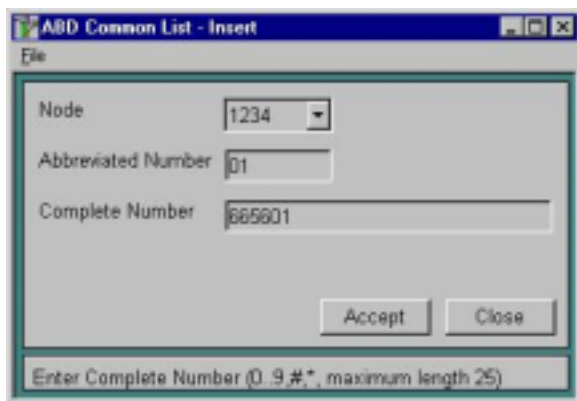 ABD Common List - Insert
File
Node 1234
Abbreviated Number 01
Complete Number 665601
Accept Close
Enter Complete Number (0..9,#,*, maximum length 25)